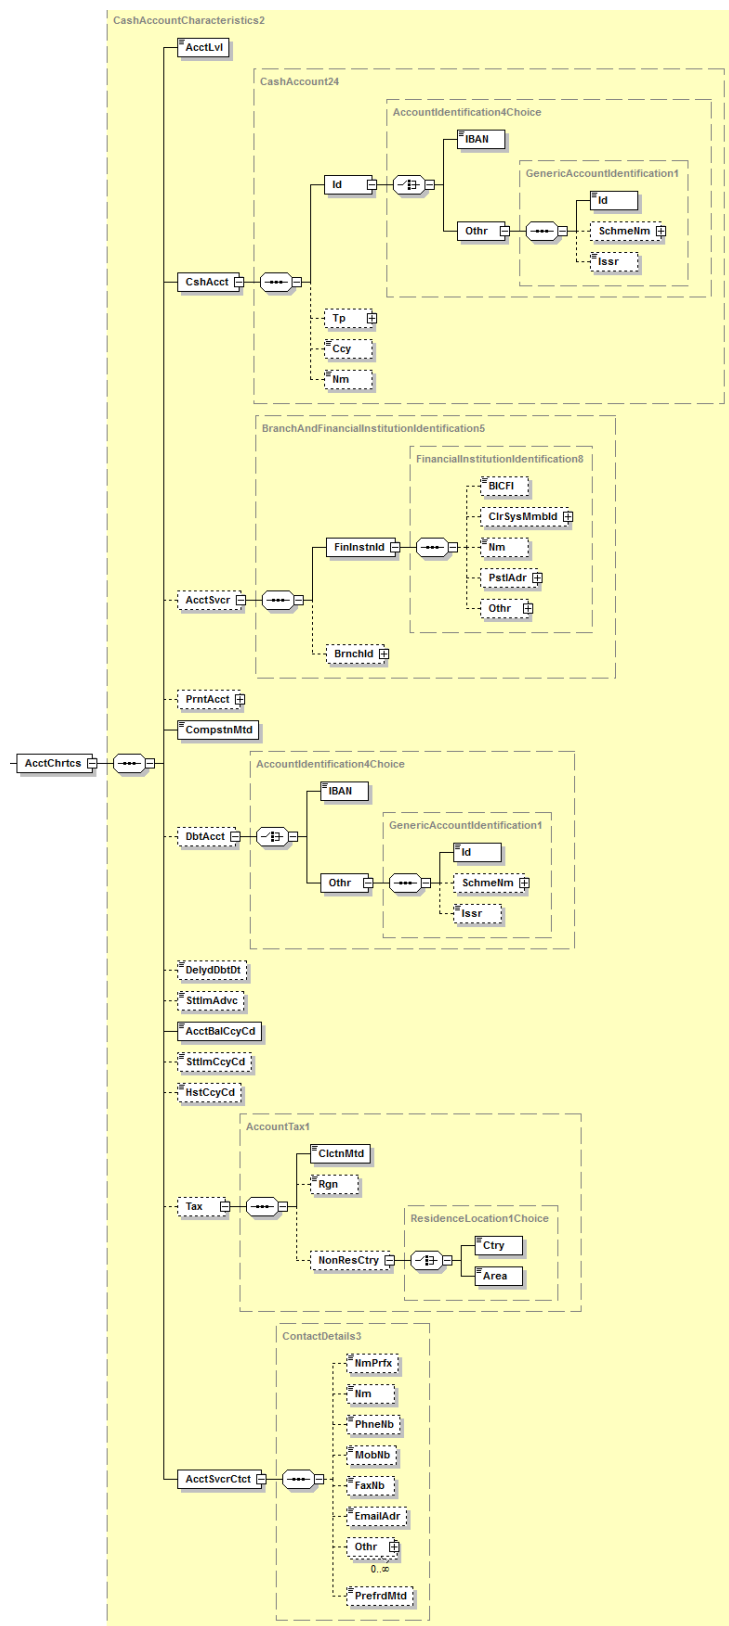 CashAccountCharacteristics2
AcctLvl
CashAccount24
AccountIdentification4Choice
IBAN
GenericAccountIdentification1
Id
Id
Othr
SchmeNm
Issr
CshAcct
Tp
Ccy
Nm
BranchAndFinancialInstitutionIdentification5
FinancialInstitutionIdentification8
BICFI
ClrSysMmbId
FinInstnId
Nm
PstlAdr
AcctSvcr
Othr
BrnchId
PrntAcct
CompstnMtd
AcctChrtcs
AccountIdentification4Choice
IBAN
GenericAccountIdentification1
DbtAcct
Id
Othr
SchmeNm
Issr
DelydDbtDt
SttlmAdvc
AcctBalCcyCd
SttlmCcyCd
HstCcyCd
AccountTax1
ClctnMtd
Rgn
Tax
ResidenceLocation1Choice
Ctry
NonResCtry
Area
ContactDetails3
NmPrfx
Nm
PhneNb
MobNb
AcctSvcrCtct
FaxNb
EmailAdr
Othr
0..∞
PrefrdMtd